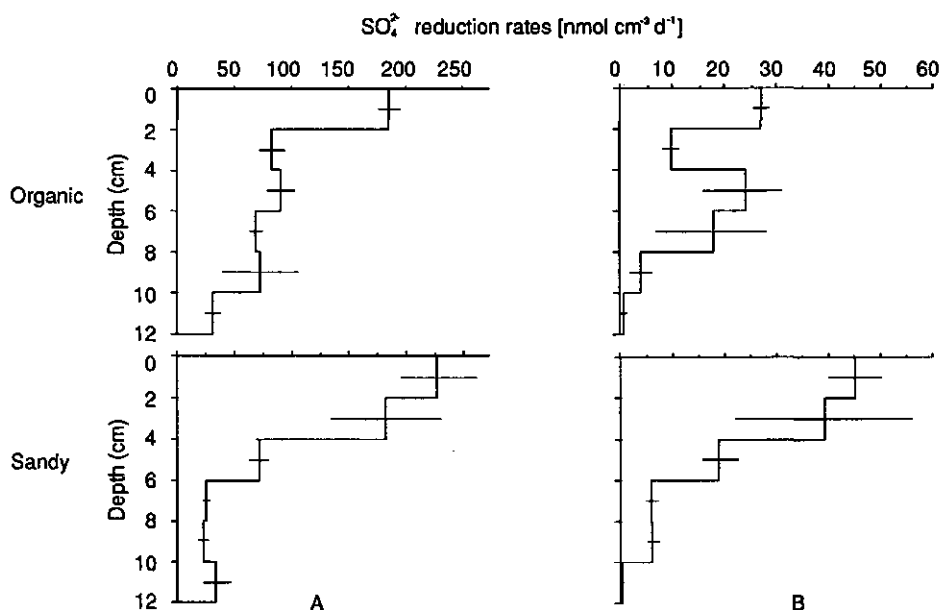 SO₄²⁻ reduction rates [nmol cm⁻³ d⁻¹]
0 50 100 150 200 250
0 10 20 30 40 50 60
0
2
4
6
8
10
12
Depth (cm)
Organic
0
2
4
6
8
10
12
Depth (cm)
Sandy
A B